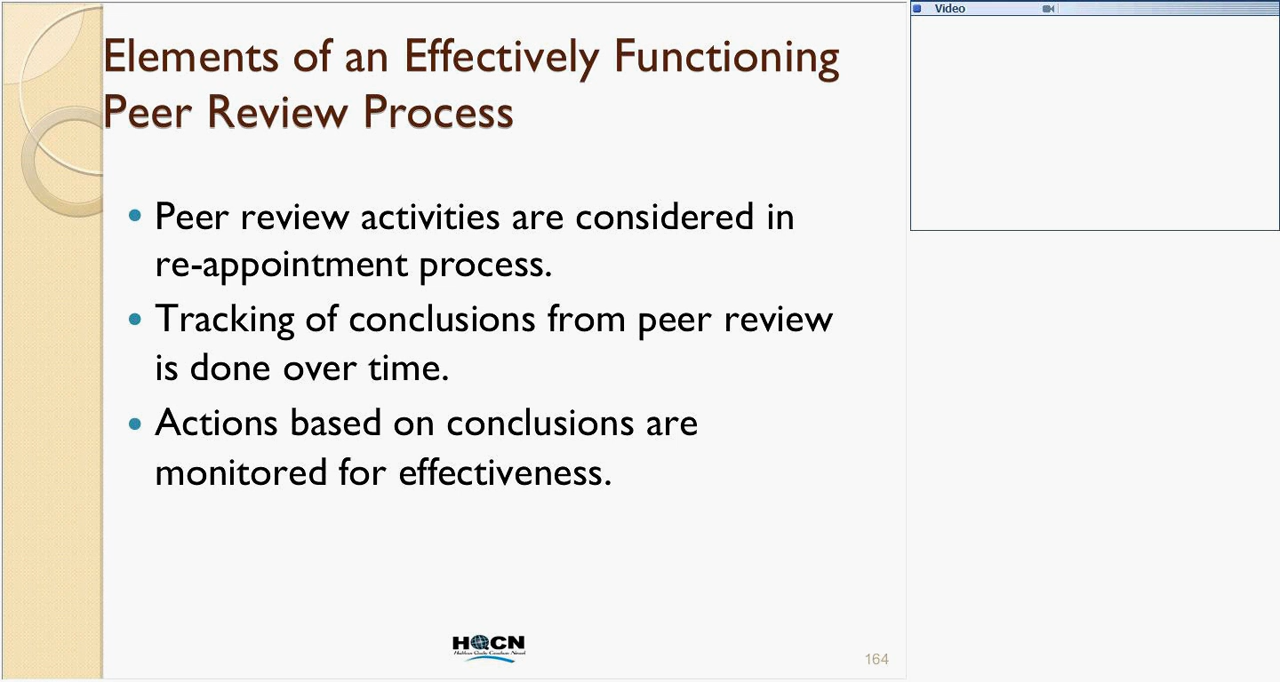 Elements of an Effectively Functioning
Peer Review Process
Peer review activities are considered in
re-appointment process.
Tracking of conclusions from peer review
is done over time.
Actions based on conclusions are
monitored for effectiveness.
HQCN
164
Video